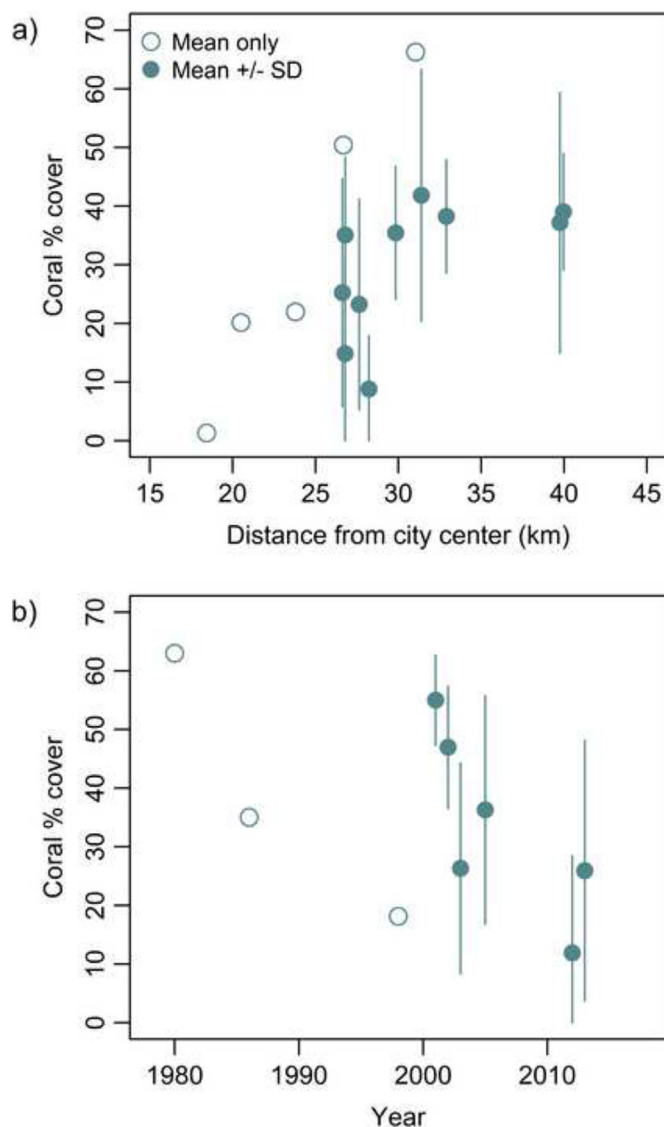 a)
Mean only
Mean +/- SD
Coral % cover
70
60
50
40
30
20
10
0
15 20 25 30 35 40 45
Distance from city center (km)
b)
Coral % cover
70
60
50
40
30
20
10
0
1980 1990 2000 2010
Year